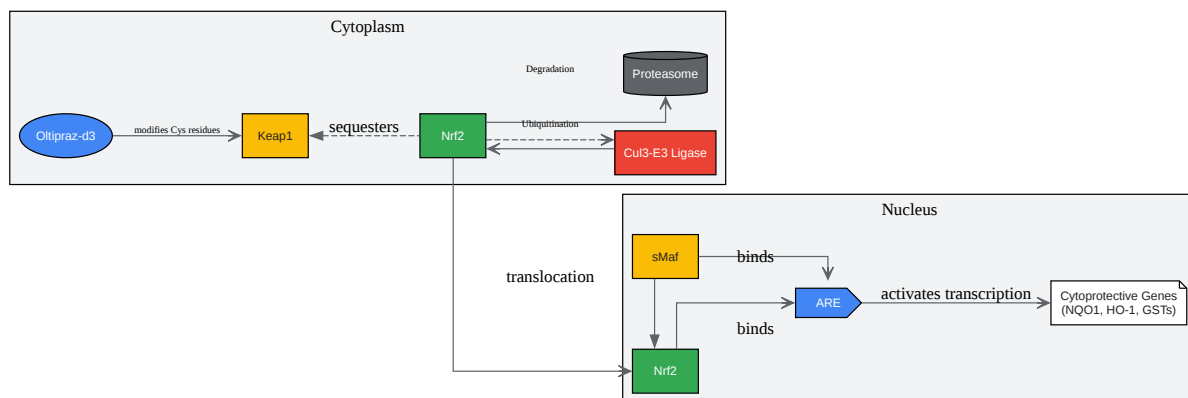 Cytoplasm
Degradation
Proteasome
Oltipraz-d3
modifies Cys residues
Keap1
sequesters
Nrf2
Ubiquitination
Cul3-E3 Ligase
Nucleus
sMaf
binds
translocation
ARE
activates transcription
Cytoprotective Genes
(NQO1, HO-1, GSTs)
binds
Nrf2